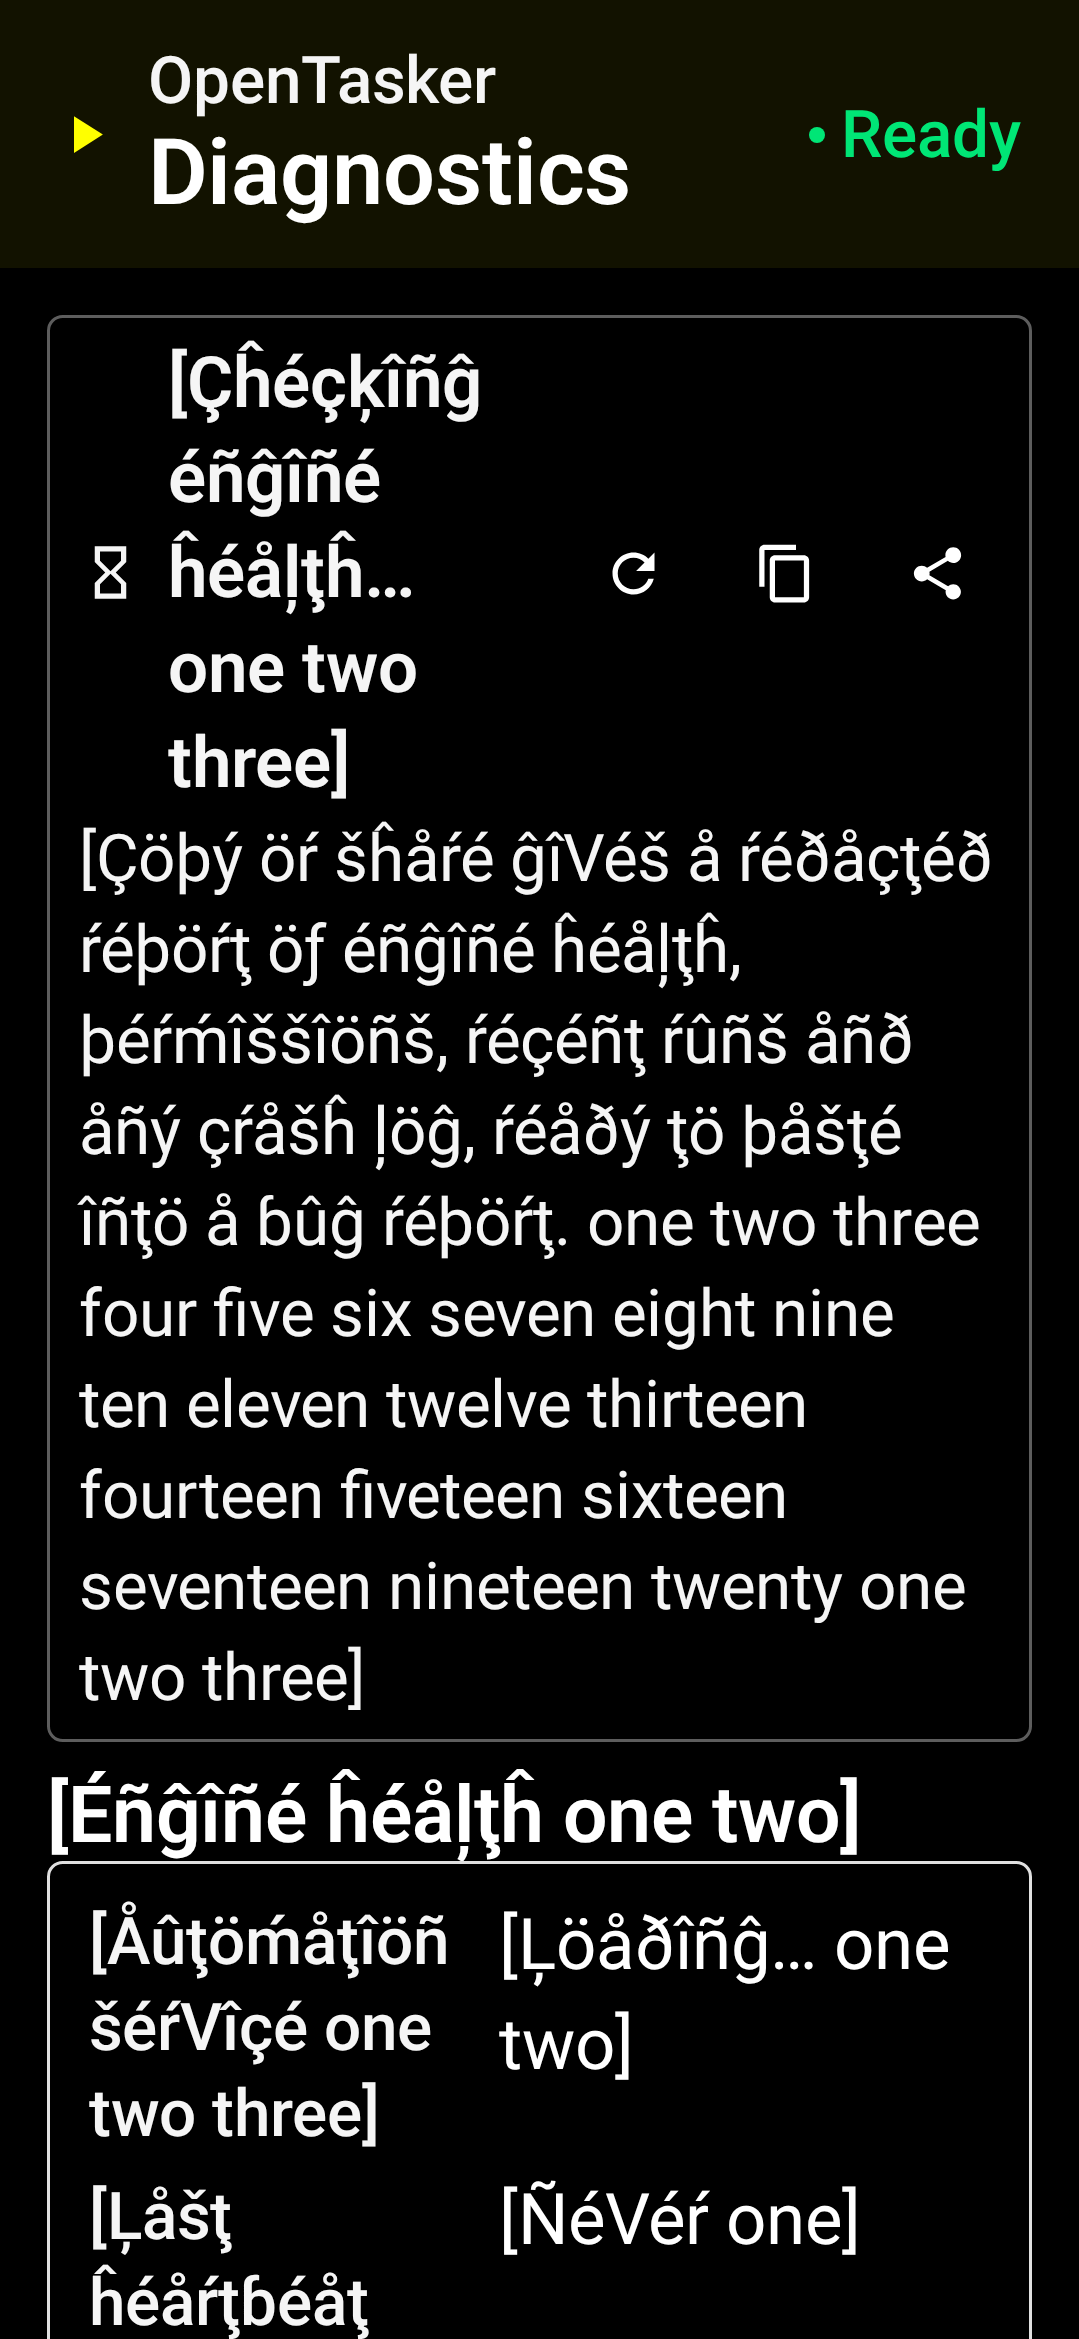 OpenTasker
Diagnostics
• Ready
[Çĥéçķîñĝ
éñĝîñé
ĥéåļţĥ…
one two
three]
[Çöþý öŕ šĥåŕé ĝîVéš å ŕéðåçţéð
ŕéþöŕţ öƒ éñĝîñé ĥéåļţĥ,
þéŕḿîššîöñš, ŕéçéñţ ŕûñš åñð
åñý çŕåšĥ ļöĝ, ŕéåðý ţö þåšţé
îñţö å ɓûĝ ŕéþöŕţ. one two three
four five six seven eight nine
ten eleven twelve thirteen
fourteen fiveteen sixteen
seventeen nineteen twenty one
two three]
[Éñĝîñé ĥéåļţĥ one two]
[Åûţöḿåţîöñ
šéŕVîçé one
two three]
[Ļöåðîñĝ… one
two]
[Ļåšţ
ĥéåŕţɓéåţ
[ÑéVéŕ one]